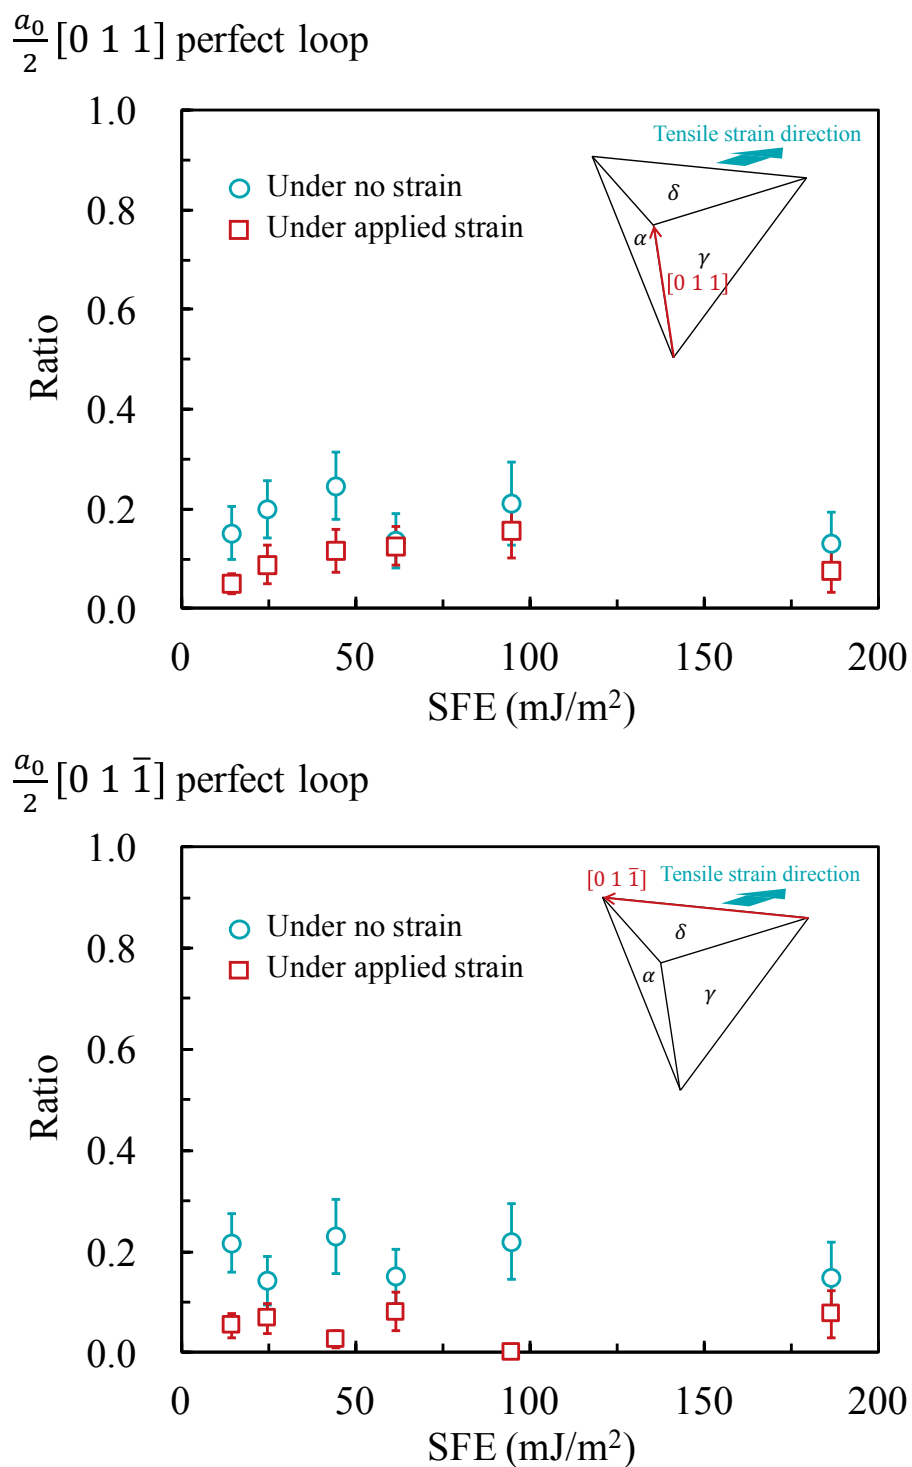 a₀/2 [0 1 1] perfect loop
1.0
Tensile strain direction
Under no strain
δ
0.8
Under applied strain
α
γ
[0 1 1]
0.6
Ratio
0.4
0.2
0.0
0 50 100 150 200
SFE (mJ/m²)
a₀/2 [0 1 1̄] perfect loop
1.0
[0 1 1̄] Tensile strain direction
Under no strain
δ
0.8
Under applied strain
α
γ
0.6
Ratio
0.4
0.2
0.0
0 50 100 150 200
SFE (mJ/m²)